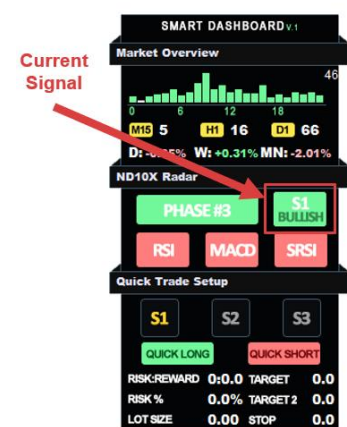 SMART DASHBOARD V.1
Current
Signal
Market Overview
46
0 6 12 18
M15 5 H1 16 D1 66
D: W: +0.31% MN: -2.01%
ND10X Radar
PHASE #3
S1
BULLISH
RSI MACD SRSI
Quick Trade Setup
S1 S2 S3
QUICK LONG QUICK SHORT
RISK:REWARD 0:0.0 TARGET 0.0
RISK % 0.0% TARGET 2 0.0
LOT SIZE 0.00 STOP 0.0